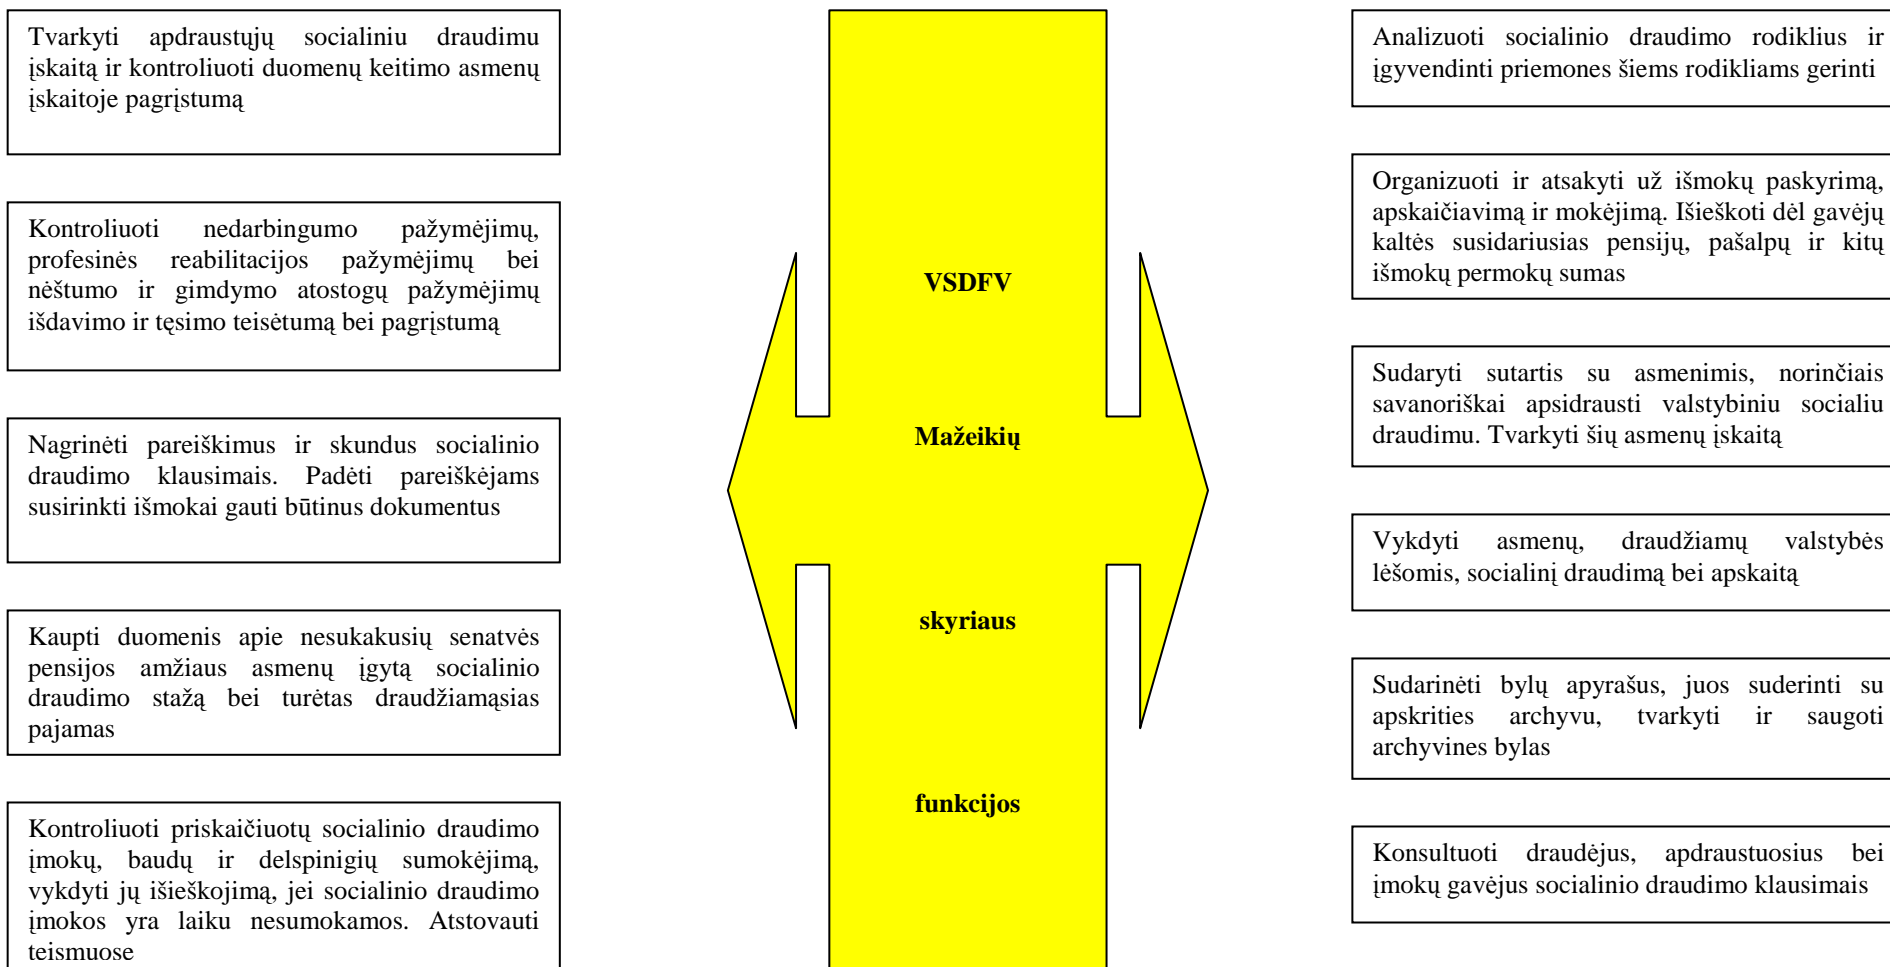 Tvarkyti apdraustųjų socialiniu draudimu
įskaitą ir kontroliuoti duomenų keitimo asmenų
įskaitoje pagrįstumą
Kontroliuoti nedarbingumo pažymėjimų,
profesinės reabilitacijos pažymėjimų bei
nėštumo ir gimdymo atostogų pažymėjimų
išdavimo ir tęsimo teisėtumą bei pagrįstumą
Nagrinėti pareiškimus ir skundus socialinio
draudimo klausimais. Padėti pareiškėjams
susirinkti išmokai gauti būtinus dokumentus
Kaupti duomenis apie nesukakusių senatvės
pensijos amžiaus asmenų įgytą socialinio
draudimo stažą bei turėtas draudžiamąsias
pajamas
Kontroliuoti priskaičiuotų socialinio draudimo
įmokų, baudų ir delspinigių sumokėjimą,
vykdyti jų išieškojimą, jei socialinio draudimo
įmokos yra laiku nesumokamos. Atstovauti
teismuose
VSDFV
Mažeikių
skyriaus
funkcijos
Analizuoti socialinio draudimo rodiklius ir
įgyvendinti priemones šiems rodikliams gerinti
Organizuoti ir atsakyti už išmokų paskyrimą,
apskaičiavimą ir mokėjimą. Išieškoti dėl gavėjų
kaltės susidariusias pensijų, pašalpų ir kitų
išmokų permokų sumas
Sudaryti sutartis su asmenimis, norinčiais
savanoriškai apsidrausti valstybiniu socialiu
draudimu. Tvarkyti šių asmenų įskaitą
Vykdyti asmenų, draudžiamų valstybės
lėšomis, socialinį draudimą bei apskaitą
Sudarinėti bylų apyrašus, juos suderinti su
apskrities archyvu, tvarkyti ir saugoti
archyvines bylas
Konsultuoti draudėjus, apdraustuosius bei
įmokų gavėjus socialinio draudimo klausimais